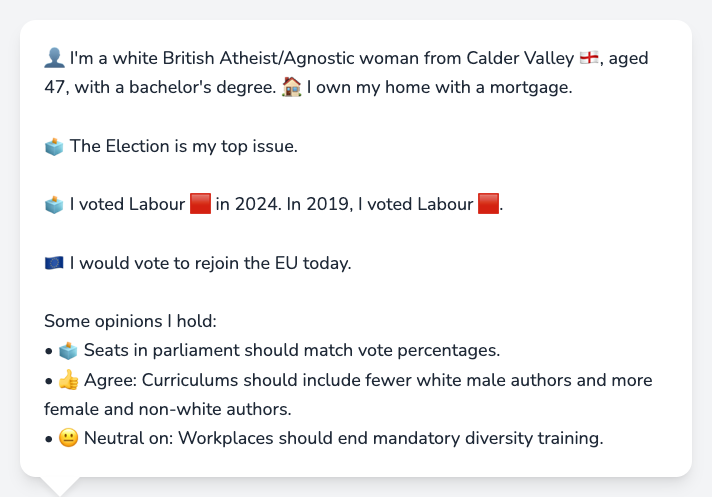 👤 I'm a white British Atheist/Agnostic woman from Calder Valley 🏴󠁧󠁢󠁥󠁮󠁧󠁿, aged
47, with a bachelor's degree. 🏠 I own my home with a mortgage.
🗳️ The Election is my top issue.
🗳️ I voted Labour 🟥 in 2024. In 2019, I voted Labour 🟥.
🇪🇺 I would vote to rejoin the EU today.
Some opinions I hold:
• 🗳️ Seats in parliament should match vote percentages.
• 👍 Agree: Curriculums should include fewer white male authors and more
female and non-white authors.
• 😐 Neutral on: Workplaces should end mandatory diversity training.